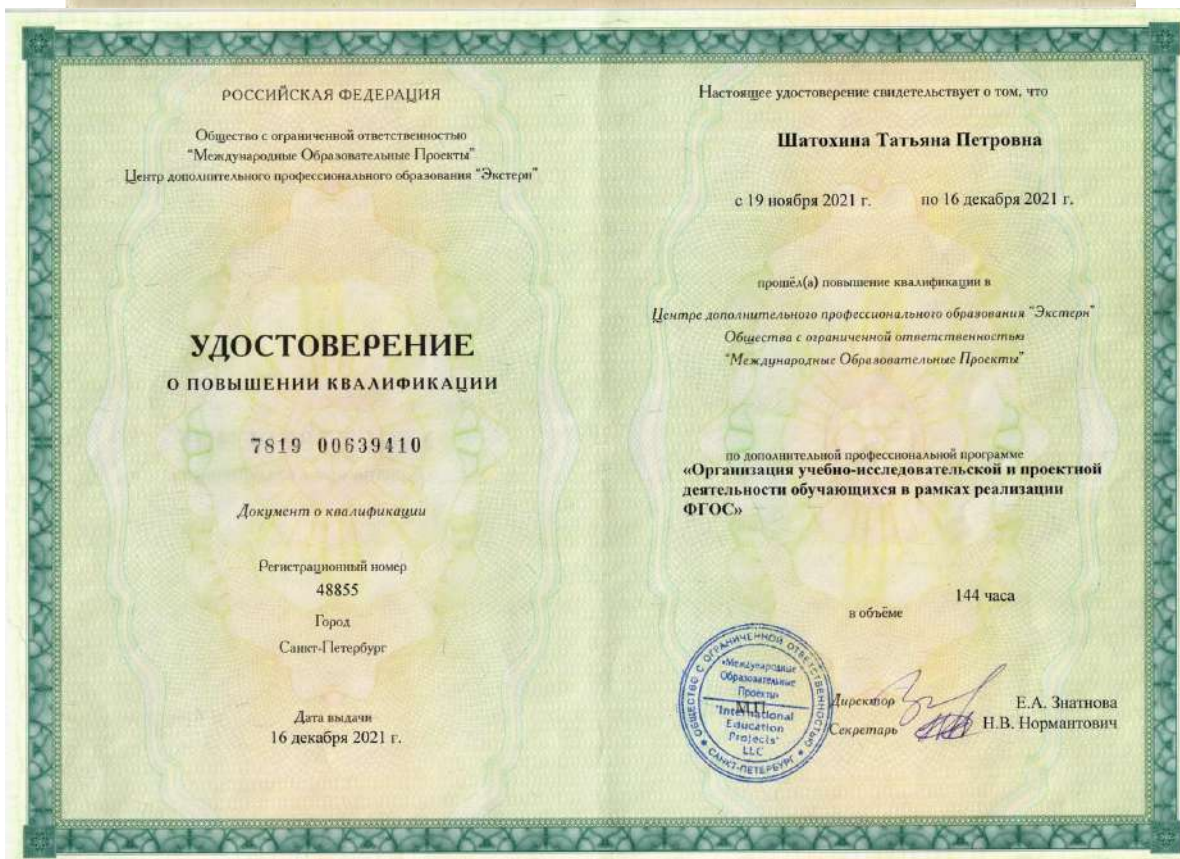 РОССИЙСКАЯ ФЕДЕРАЦИЯ
Общество с ограниченной ответственностью
"Международные Образовательные Проекты"
Центр дополнительного профессионального образования "Экстерн"
УДОСТОВЕРЕНИЕ
О ПОВЫШЕНИИ КВАЛИФИКАЦИИ
7819 00639410
Документ о квалификации
Регистрационный номер
48855
Город
Санкт-Петербург
Дата выдачи
16 декабря 2021 г.
Настоящее удостоверение свидетельствует о том, что
Шатохина Татьяна Петровна
с 19 ноября 2021 г. по 16 декабря 2021 г.
прошёл(а) повышение квалификации в
Центре дополнительного профессионального образования "Экстерн"
Общества с ограниченной ответственностью
"Международные Образовательные Проекты"
по дополнительной профессиональной программе
«Организация учебно-исследовательской и проектной
деятельности обучающихся в рамках реализации
ФГОС»
144 часа
в объёме
ОБЩЕСТВО С ОГРАНИЧЕННОЙ ОТВЕТСТВЕННОСТЬЮ
«Международные
Образовательные
Проекты»
М.П.
"International
Education
Projects"
LLC
САНКТ-ПЕТЕРБУРГ
Директор Е.А. Знатнова
Секретарь Н.В. Нормантович